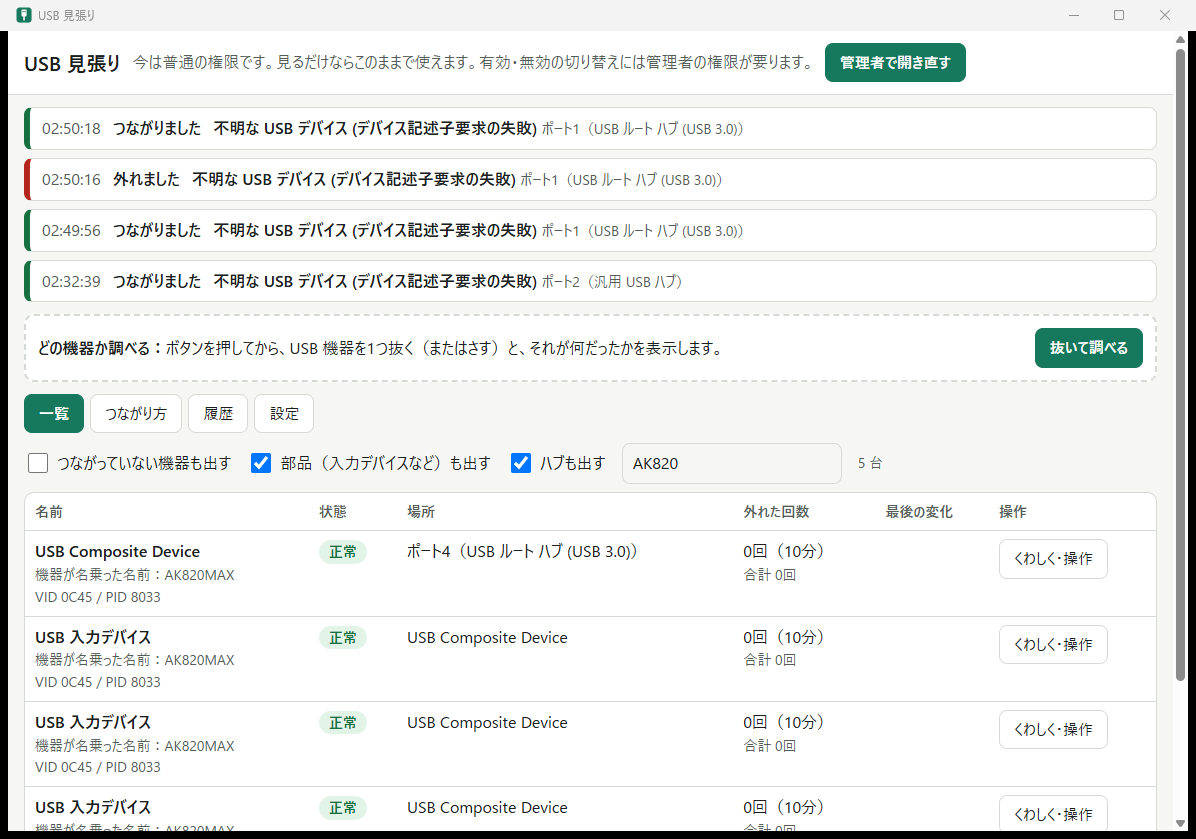 USB 見張り
USB 見張り 今は普通の権限です。見るだけならこのままで使えます。有効・無効の切り替えには管理者の権限が要ります。 管理者で開き直す
02:50:18 つながりました 不明な USB デバイス (デバイス記述子要求の失敗) ポート1（USB ルート ハブ (USB 3.0)）
02:50:16 外れました 不明な USB デバイス (デバイス記述子要求の失敗) ポート1（USB ルート ハブ (USB 3.0)）
02:49:56 つながりました 不明な USB デバイス (デバイス記述子要求の失敗) ポート1（USB ルート ハブ (USB 3.0)）
02:32:39 つながりました 不明な USB デバイス (デバイス記述子要求の失敗) ポート2（汎用 USB ハブ）
どの機器か調べる：ボタンを押してから、USB 機器を1つ抜く（またはさす）と、それが何だったかを表示します。 抜いて調べる
一覧 つながり方 履歴 設定
つながっていない機器も出す 部品（入力デバイスなど）も出す ハブも出す AK820 5 台
名前 状態 場所 外れた回数 最後の変化 操作
USB Composite Device 正常 ポート4（USB ルート ハブ (USB 3.0)） 0回（10分） くわしく・操作
機器が名乗った名前：AK820MAX 合計 0回
VID 0C45 / PID 8033
USB 入力デバイス 正常 USB Composite Device 0回（10分） くわしく・操作
機器が名乗った名前：AK820MAX 合計 0回
VID 0C45 / PID 8033
USB 入力デバイス 正常 USB Composite Device 0回（10分） くわしく・操作
機器が名乗った名前：AK820MAX 合計 0回
VID 0C45 / PID 8033
USB 入力デバイス 正常 USB Composite Device 0回（10分） くわしく・操作
機器が名乗った名前：AK820MAX 合計 0回